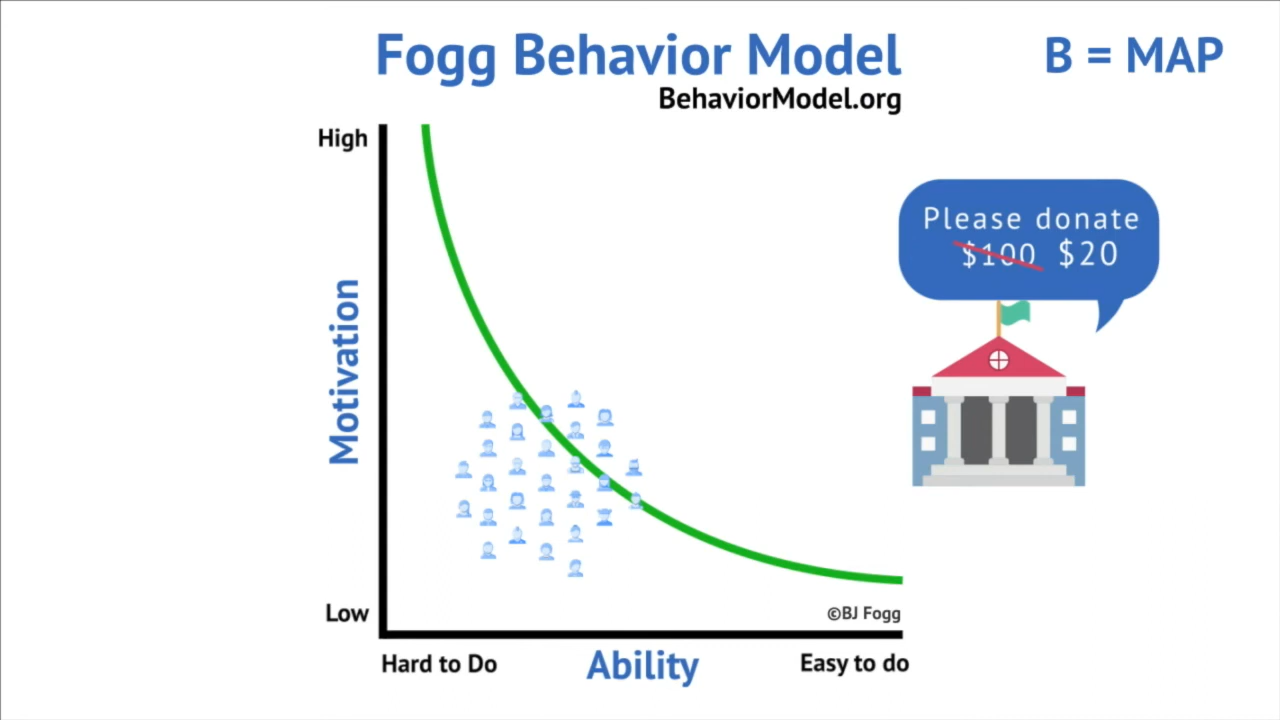 Fogg Behavior Model
B = MAP
BehaviorModel.org
High
Please donate
$100 $20
Motivation
Low
©BJ Fogg
Hard to Do
Ability
Easy to do